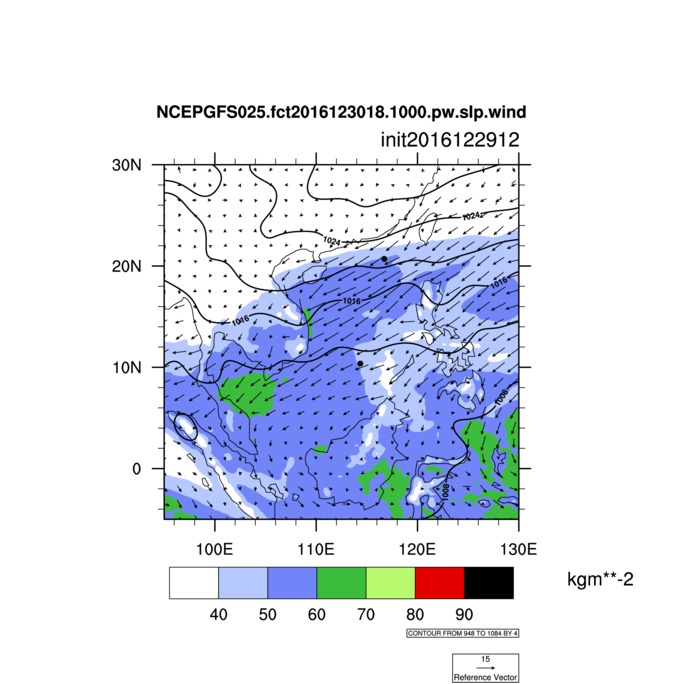 NCEPGFS025.fct2016123018.1000.pw.slp.wind
init2016122912
30N
20N
10N
0
1024
1024
1016
1016
1016
1008
1008
100E 110E 120E 130E
40 50 60 70 80 90
kgm**-2
CONTOUR FROM 948 TO 1084 BY 4
15
Reference Vector